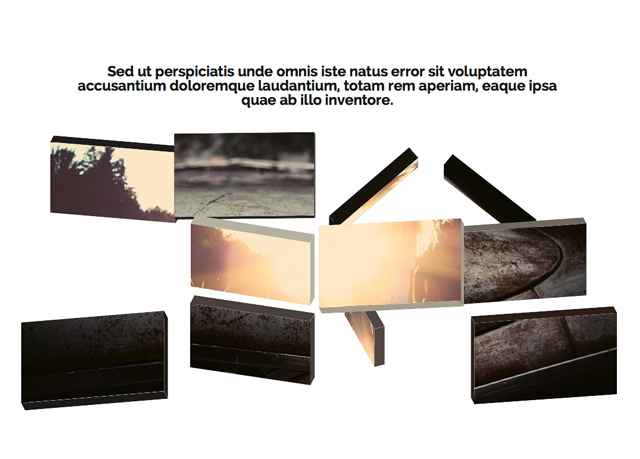 Sed ut perspiciatis unde omnis iste natus error sit voluptatem
accusantium doloremque laudantium, totam rem aperiam, eaque ipsa
quae ab illo inventore.